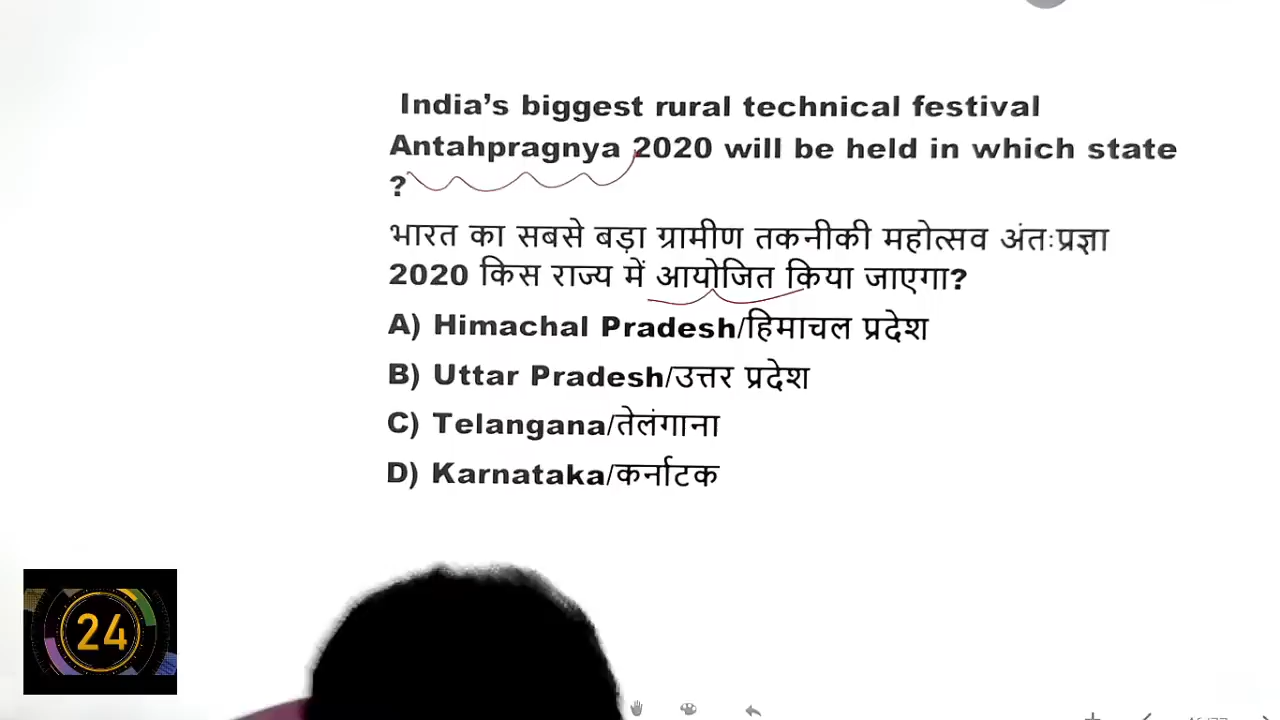 India’s biggest rural technical festival
Antahpragnya 2020 will be held in which state
?
भारत का सबसे बड़ा ग्रामीण तकनीकी महोत्सव अंतःप्रज्ञा
2020 किस राज्य में आयोजित किया जाएगा?
A) Himachal Pradesh/हिमाचल प्रदेश
B) Uttar Pradesh/उत्तर प्रदेश
C) Telangana/तेलंगाना
D) Karnataka/कर्नाटक
24